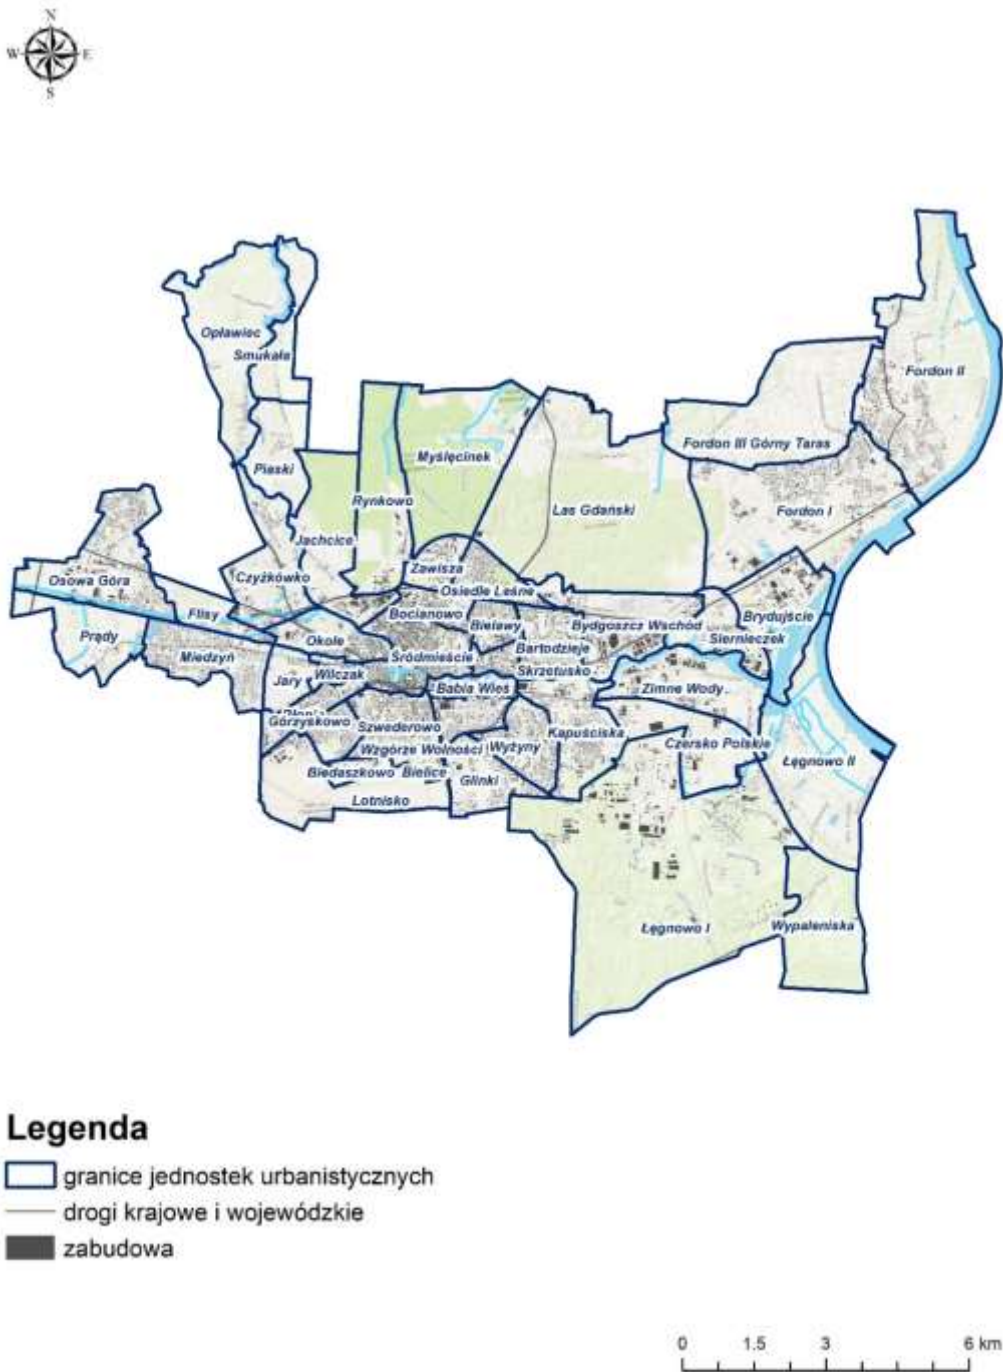 N
W E
S
Opławiec
Smukała
Fordon II
Fordon III Górny Taras
Myślęcinek
Piaski
Rynkowo
Las Gdański
Fordon I
Jachcice
Zawisza
Czyżkówko
Osowa Góra
Osiedle Leśne
Flisy
Bocianowo
Brydujście
Bielawy
Bydgoszcz Wschód
Prądy
Okole
Siernieczek
Bartodzieje
Miedzyń
Śródmieście
Skrzetusko
Wilczak
Jary
Babia Wieś
Zimne Wody
Górzyskowo
Szwederowo
Kapuściska
Czersko Polskie
Wzgórze Wolności
Wyżyny
Łęgnowo II
Biedaszkowo
Bielice
Glinki
Lotnisko
Łęgnowo I
Wypaleniska
Legenda
granice jednostek urbanistycznych
drogi krajowe i wojewódzkie
zabudowa
0 1.5 3 6 km